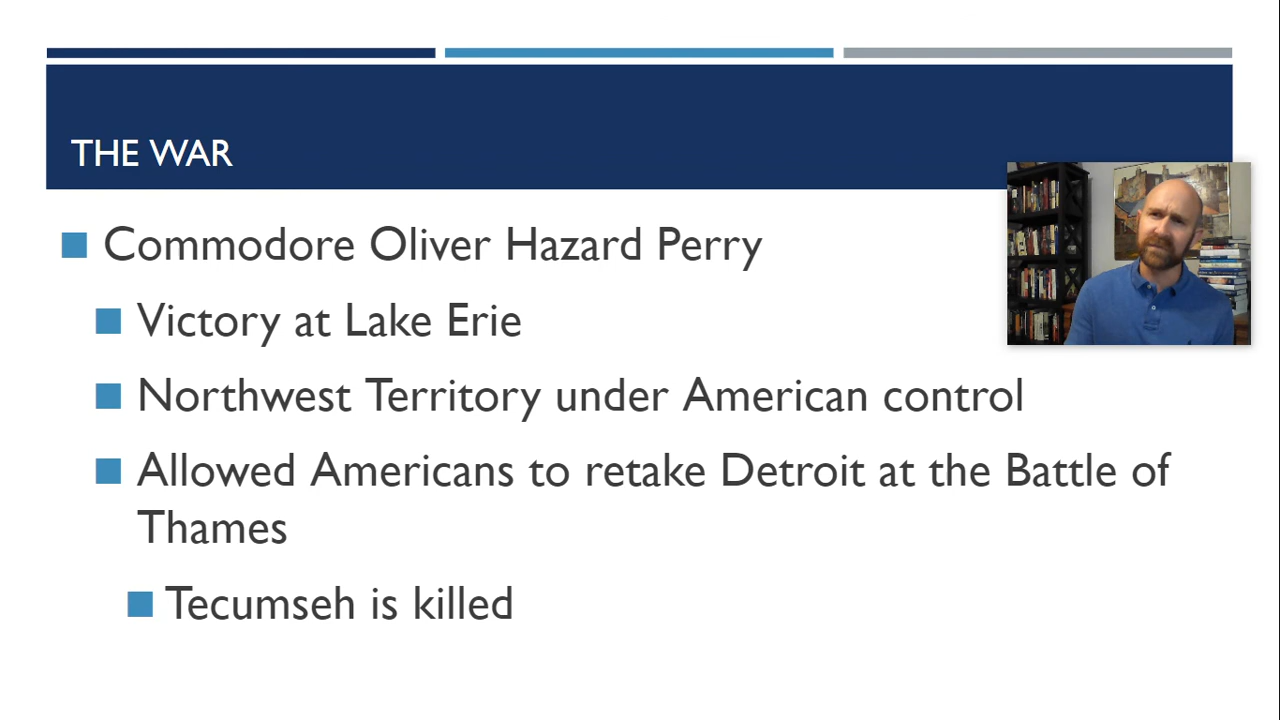 THE WAR
Commodore Oliver Hazard Perry
Victory at Lake Erie
Northwest Territory under American control
Allowed Americans to retake Detroit at the Battle of
Thames
Tecumseh is killed